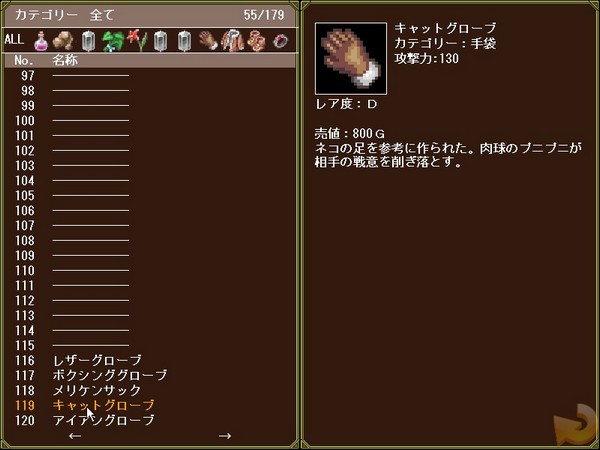 カテゴリー 全て 55/179
ALL
No. 名称
97 ――――――
98 ――――――
99 ――――――
100 ――――――
101 ――――――
102 ――――――
103 ――――――
104 ――――――
105 ――――――
106 ――――――
107 ――――――
108 ――――――
109 ――――――
110 ――――――
111 ――――――
112 ――――――
113 ――――――
114 ――――――
115 ――――――
116 レザーグローブ
117 ボクシンググローブ
118 メリケンサック
119 キャットグローブ
120 アイアングローブ
← →
キャットグローブ
カテゴリー：手袋
攻撃力:130
レア度：D
売値：800G
ネコの足を参考に作られた。肉球のプニプニが
相手の戦意を削ぎ落とす。